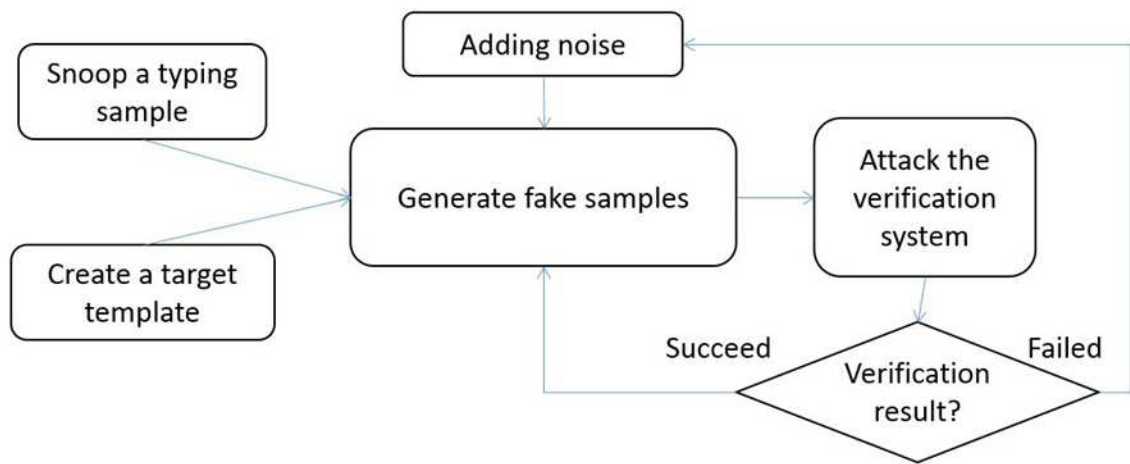 Adding noise
Snoop a typing
sample
Generate fake samples
Attack the
verification
system
Create a target
template
Succeed
Failed
Verification
result?